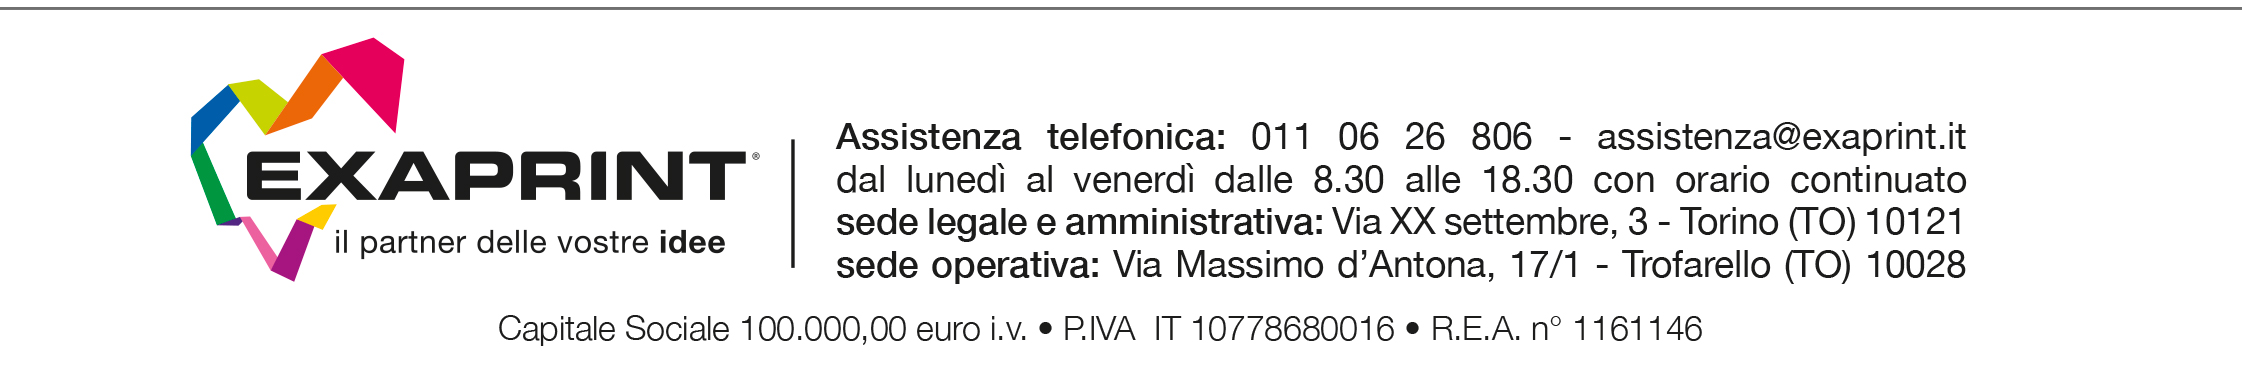 EXAPRINT®
il partner delle vostre idee
Assistenza telefonica: 011 06 26 806 - assistenza@exaprint.it
dal lunedì al venerdì dalle 8.30 alle 18.30 con orario continuato
sede legale e amministrativa: Via XX settembre, 3 - Torino (TO) 10121
sede operativa: Via Massimo d’Antona, 17/1 - Trofarello (TO) 10028
Capitale Sociale 100.000,00 euro i.v. • P.IVA  IT 10778680016 • R.E.A. n° 1161146